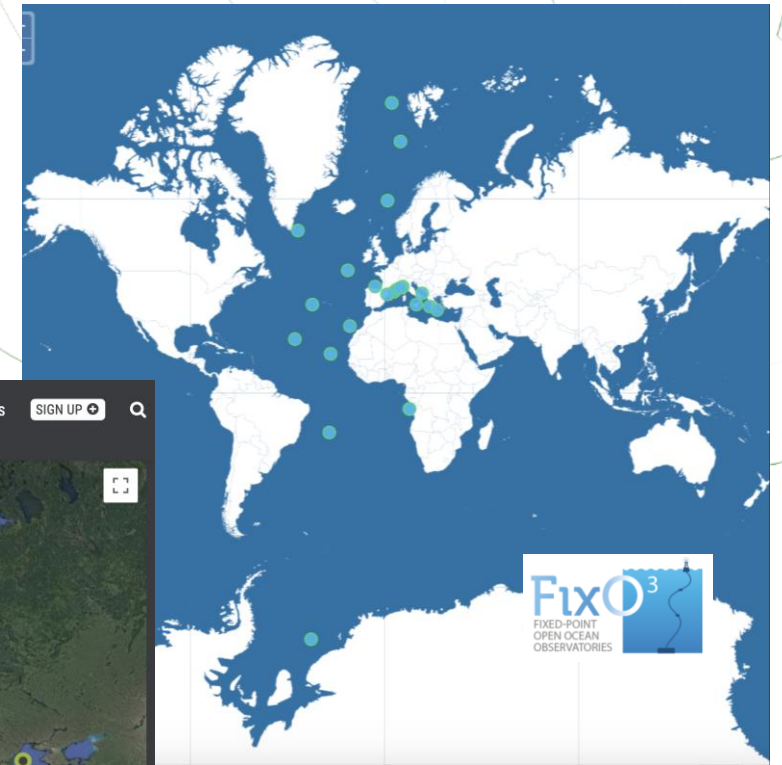 S SIGN UP
FixO3
FIXED-POINT
OPEN OCEAN
OBSERVATORIES